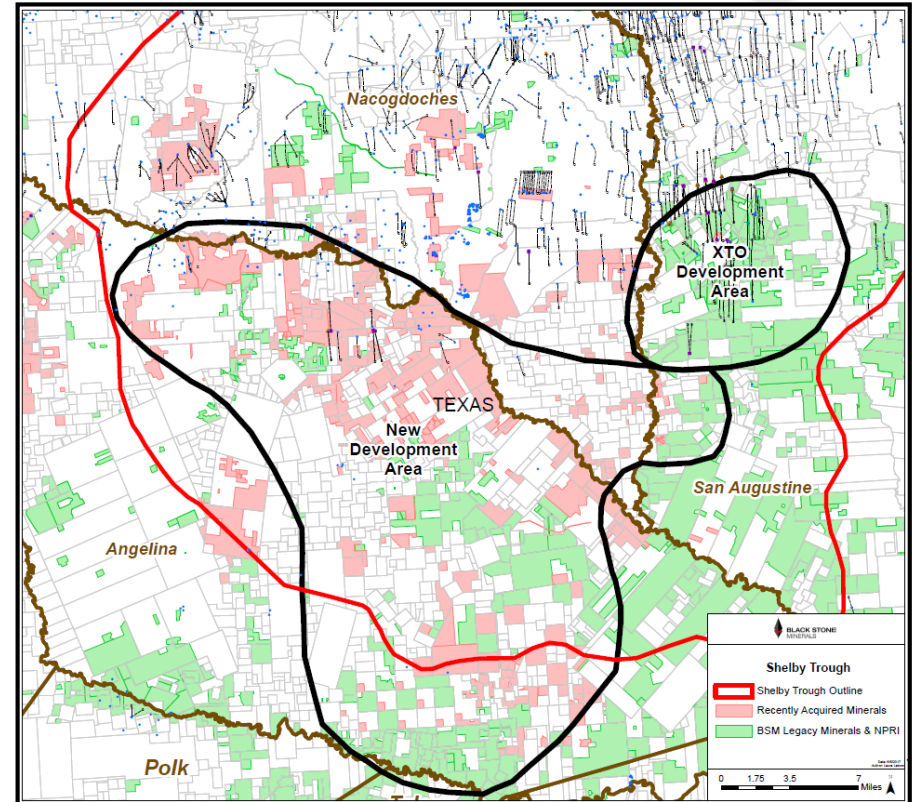 Nacogdoches
XTO
Development
Area
TEXAS
New
Development
Area
San Augustine
Angelina
Polk
BLACK STONE
MINERALS
Shelby Trough
Shelby Trough Outline
Recently Acquired Minerals
BSM Legacy Minerals & NPRI
0 1.75 3.5 7
Miles